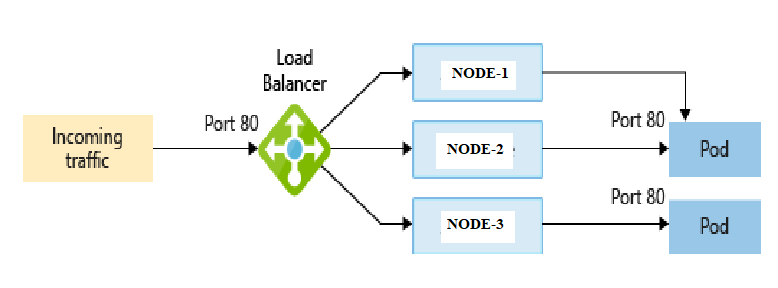 Incoming
traffic
Port 80
Load
Balancer
NODE-1
NODE-2
NODE-3
Port 80
Pod
Port 80
Pod